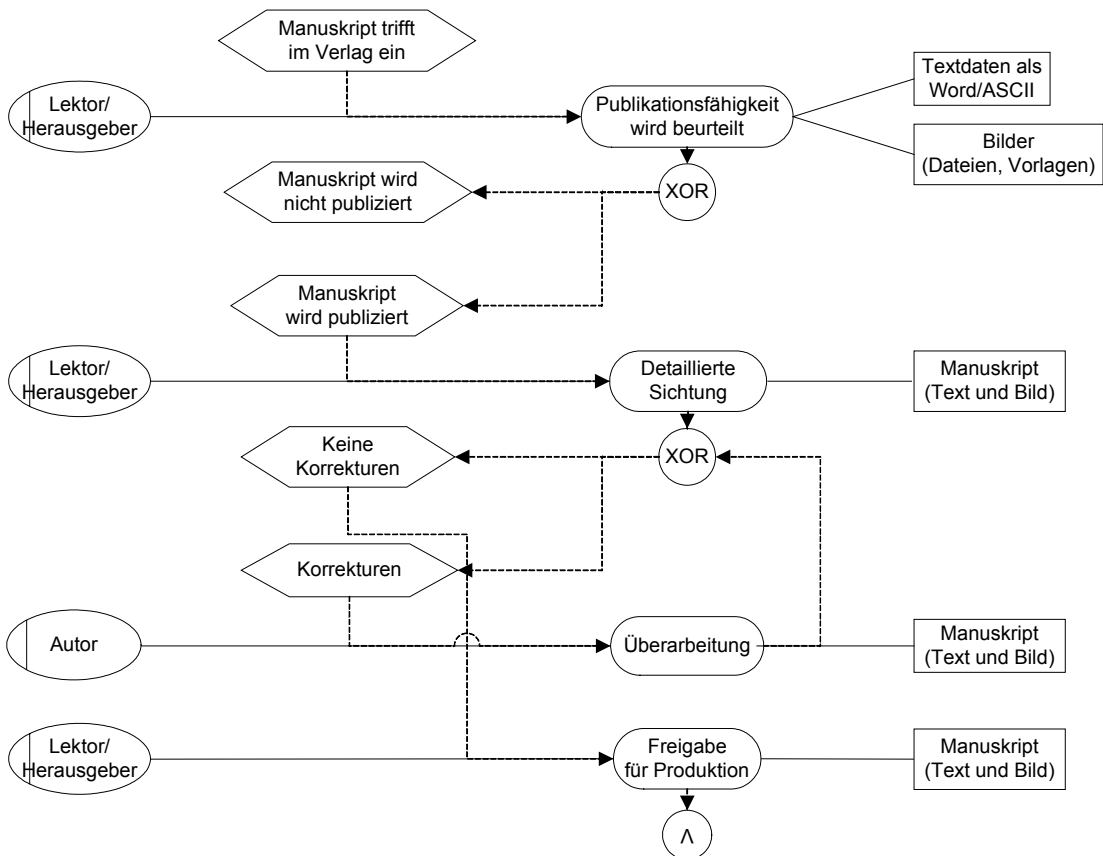 Manuskript trifft
im Verlag ein
Textdaten als
Word/ASCII
Lektor/
Herausgeber
Publikationsfähigkeit
wird beurteilt
Bilder
(Dateien, Vorlagen)
Manuskript wird
nicht publiziert
XOR
Manuskript
wird publiziert
Lektor/
Herausgeber
Detaillierte
Sichtung
Manuskript
(Text und Bild)
Keine
Korrekturen
XOR
Korrekturen
Autor
Überarbeitung
Manuskript
(Text und Bild)
Lektor/
Herausgeber
Freigabe
für Produktion
Manuskript
(Text und Bild)
Λ